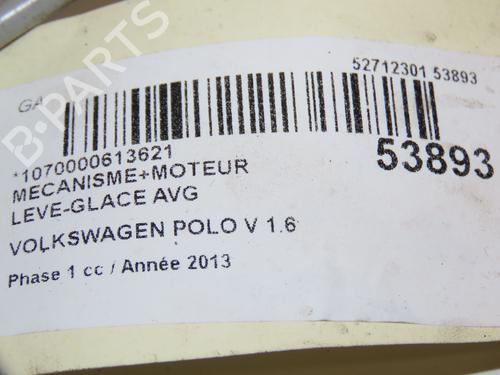 52712301 53893
GA
*1070000613621
53893
MECANISME+MOTEUR
LEVE-GLACE AVG
VOLKSWAGEN POLO V 1.6
Phase 1 cc / Année 2013
B-PARTS